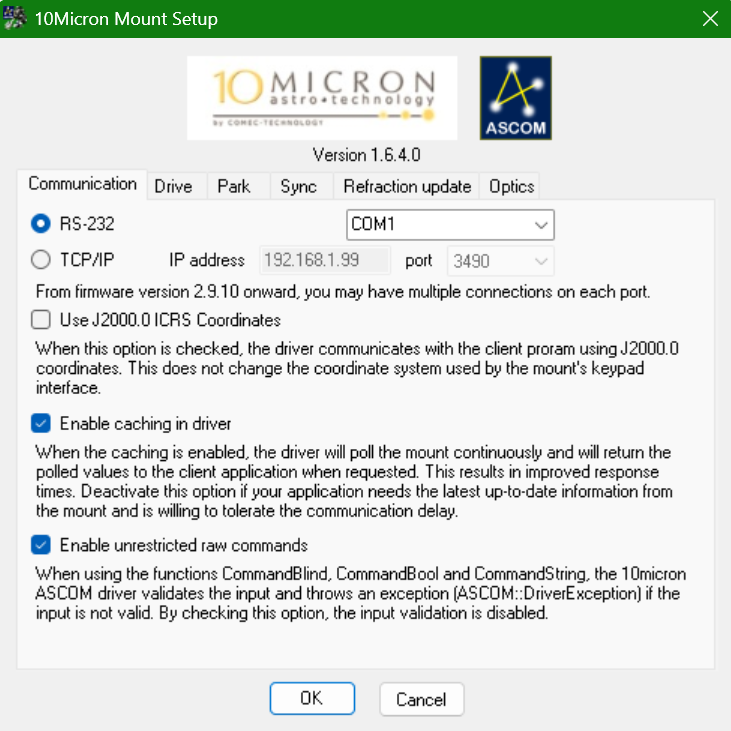 10Micron Mount Setup
10MICRON
astro•technology
by COMEC-TECHNOLOGY
ASCOM
Version 1.6.4.0
Communication Drive Park Sync Refraction update Optics
RS-232 COM1
TCP/IP IP address 192.168.1.99 port 3490
From firmware version 2.9.10 onward, you may have multiple connections on each port.
Use J2000.0 ICRS Coordinates
When this option is checked, the driver communicates with the client proram using J2000.0
coordinates. This does not change the coordinate system used by the mount's keypad
interface.
Enable caching in driver
When the caching is enabled, the driver will poll the mount continuously and will return the
polled values to the client application when requested. This results in improved response
times. Deactivate this option if your application needs the latest up-to-date information from
the mount and is willing to tolerate the communication delay.
Enable unrestricted raw commands
When using the functions CommandBlind, CommandBool and CommandString, the 10micron
ASCOM driver validates the input and throws an exception (ASCOM::DriverException) if the
input is not valid. By checking this option, the input validation is disabled.
OK Cancel